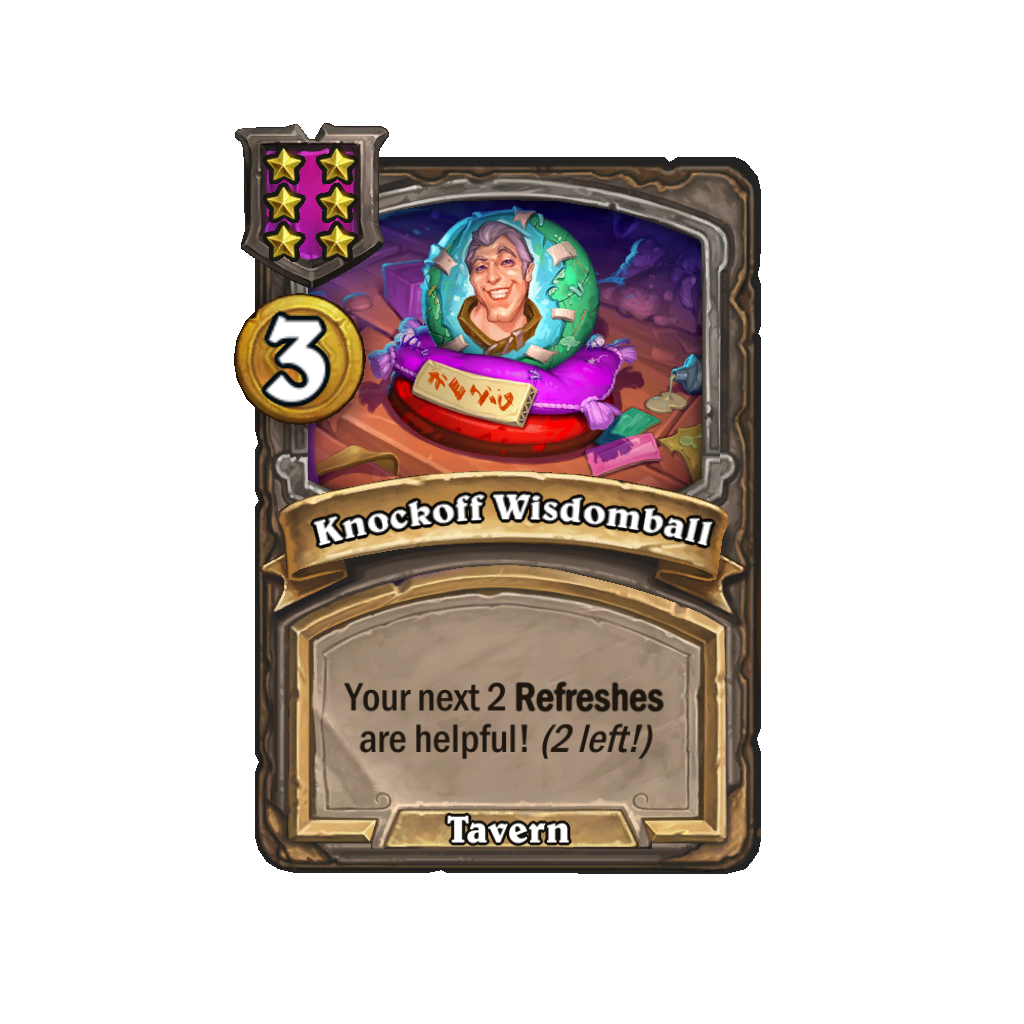 3
Knockoff Wisdomball
Your next 2 Refreshes
are helpful! (2 left!)
Tavern